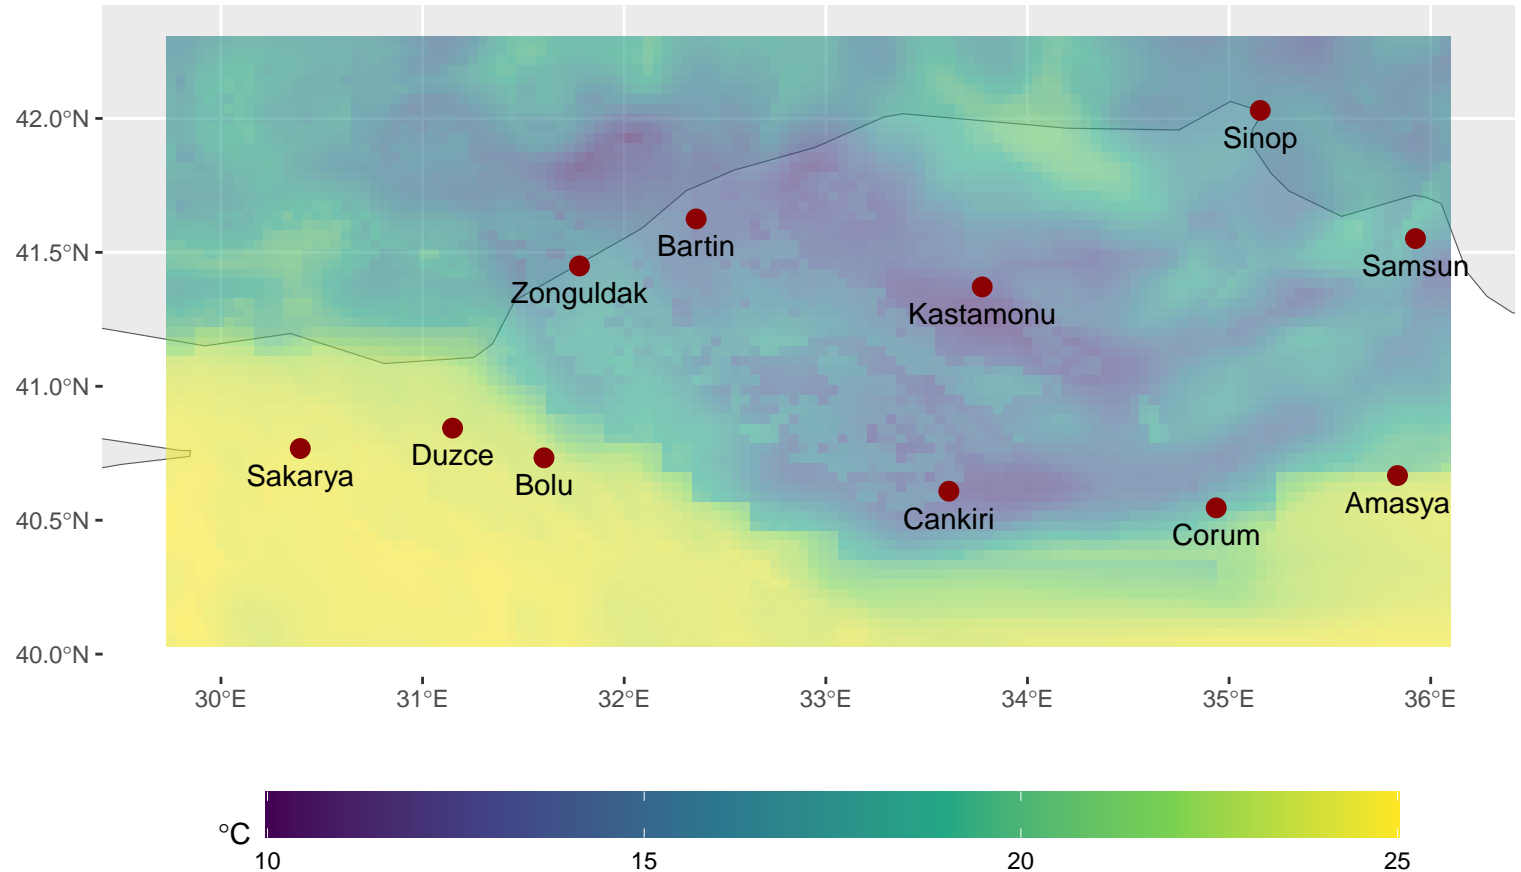 42.0°N
Sinop
Bartin
41.5°N
Samsun
Zonguldak
Kastamonu
41.0°N
Duzce
Sakarya
Bolu
Amasya
40.5°N
Cankiri
Corum
40.0°N
30°E 31°E 32°E 33°E 34°E 35°E 36°E
°C
10 15 20 25